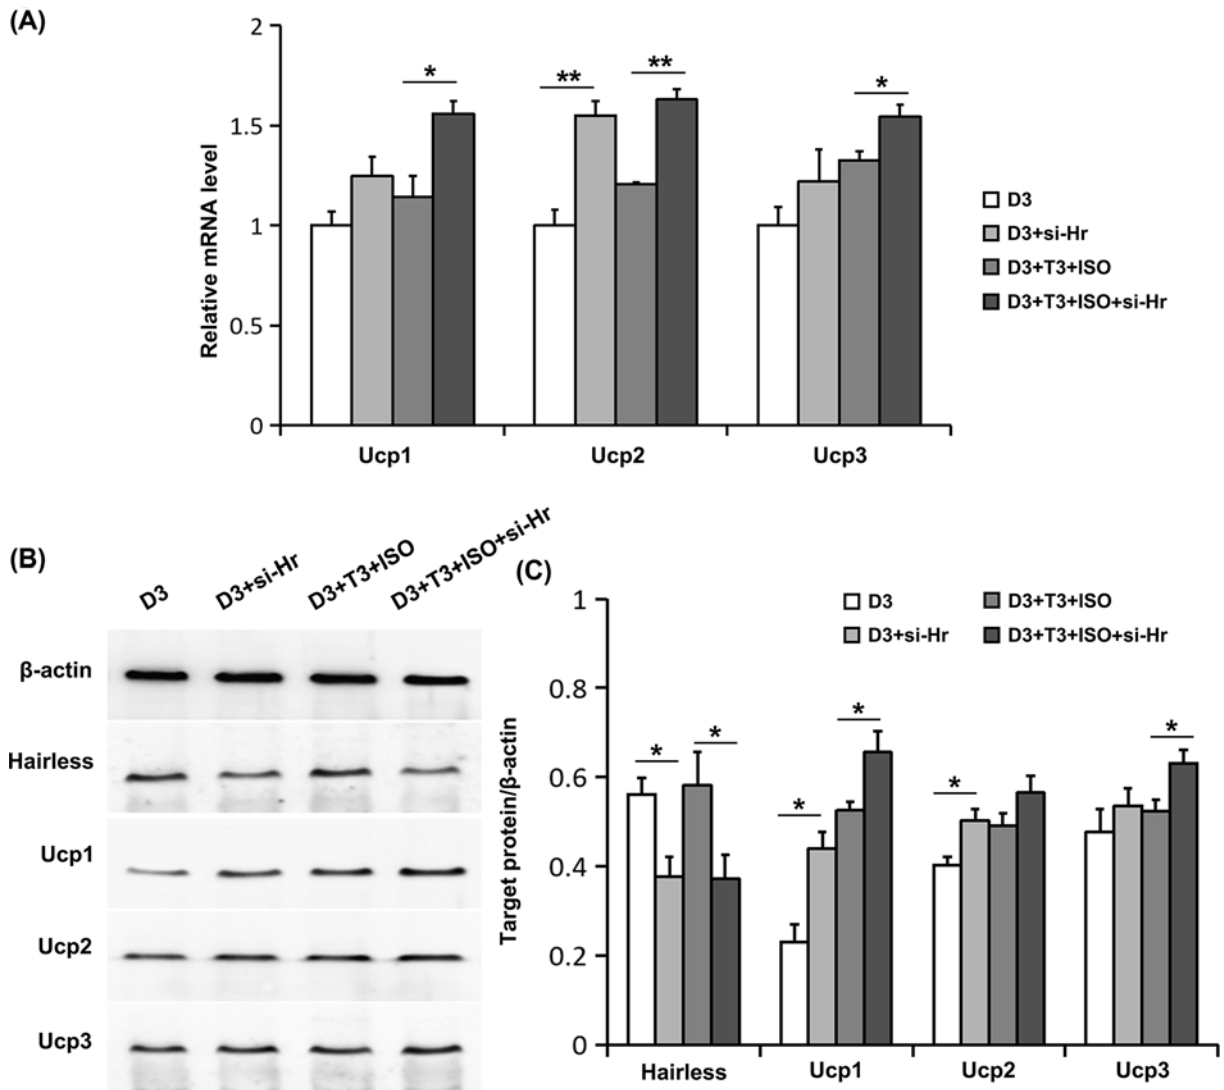 (A)
2
1.5
1
0.5
0
Relative mRNA level
*
**
**
*
Ucp1
Ucp2
Ucp3
D3
D3+si-Hr
D3+T3+ISO
D3+T3+ISO+si-Hr
(B)
D3
D3+si-Hr
D3+T3+ISO
D3+T3+ISO+si-Hr
β-actin
Hairless
Ucp1
Ucp2
Ucp3
(C)
1
0.8
0.6
0.4
0.2
0
Target protein/β-actin
D3
D3+T3+ISO
D3+si-Hr
D3+T3+ISO+si-Hr
*
*
*
*
*
*
Hairless
Ucp1
Ucp2
Ucp3